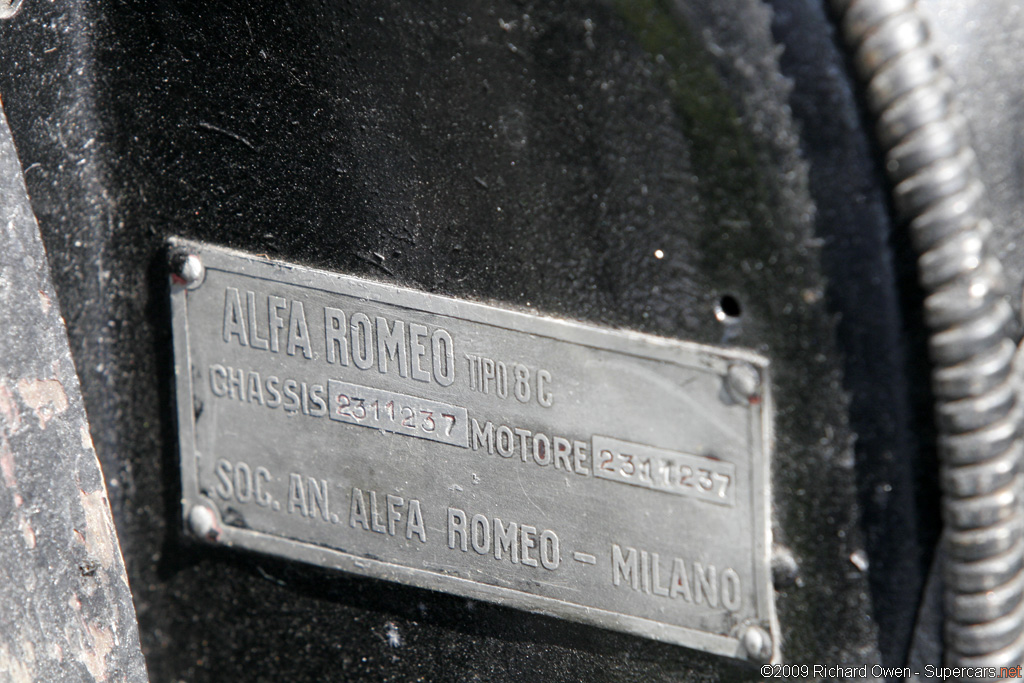 ALFA ROMEO TIPO 8C
CHASSIS 2311237 MOTORE 2311237
SOC. AN. ALFA ROMEO - MILANO
©2009 Richard Owen - Supercars.net